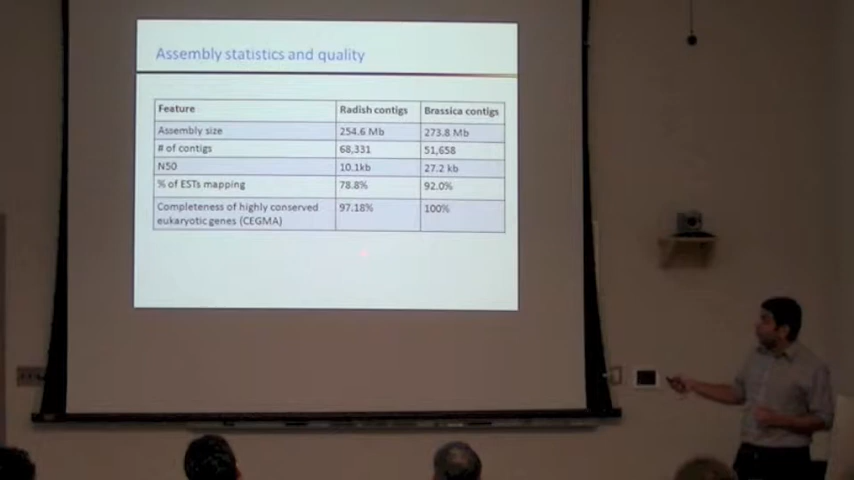 Assembly statistics and quality
Feature Radish contigs Brassica contigs
Assembly size 254.6 Mb 273.8 Mb
# of contigs 68,331 51,658
N50 10.1kb 27.2 kb
% of ESTs mapping 78.8% 92.0%
Completeness of highly conserved 97.18% 100%
eukaryotic genes (CEGMA)